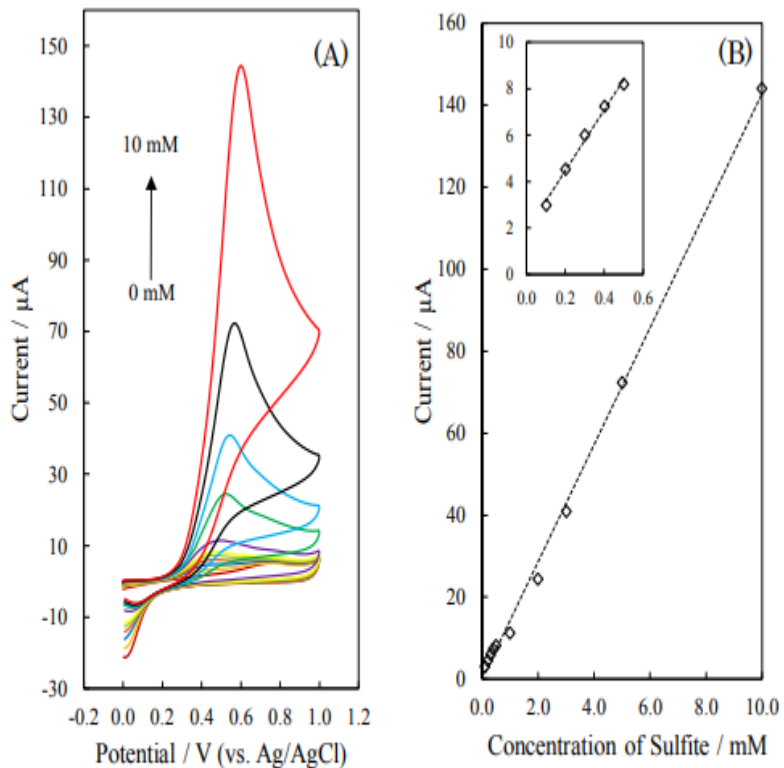 (A)
150
130
110
90
70
50
30
10
-10
-30
10 mM
0 mM
Current / μA
-0.2 0.0 0.2 0.4 0.6 0.8 1.0 1.2
Potential / V (vs. Ag/AgCl)
(B)
160
140
120
100
80
60
40
20
0
10
8
6
4
2
0
0.0 0.2 0.4 0.6
Current / μA
0.0 2.0 4.0 6.0 8.0 10.0
Concentration of Sulfite / mM